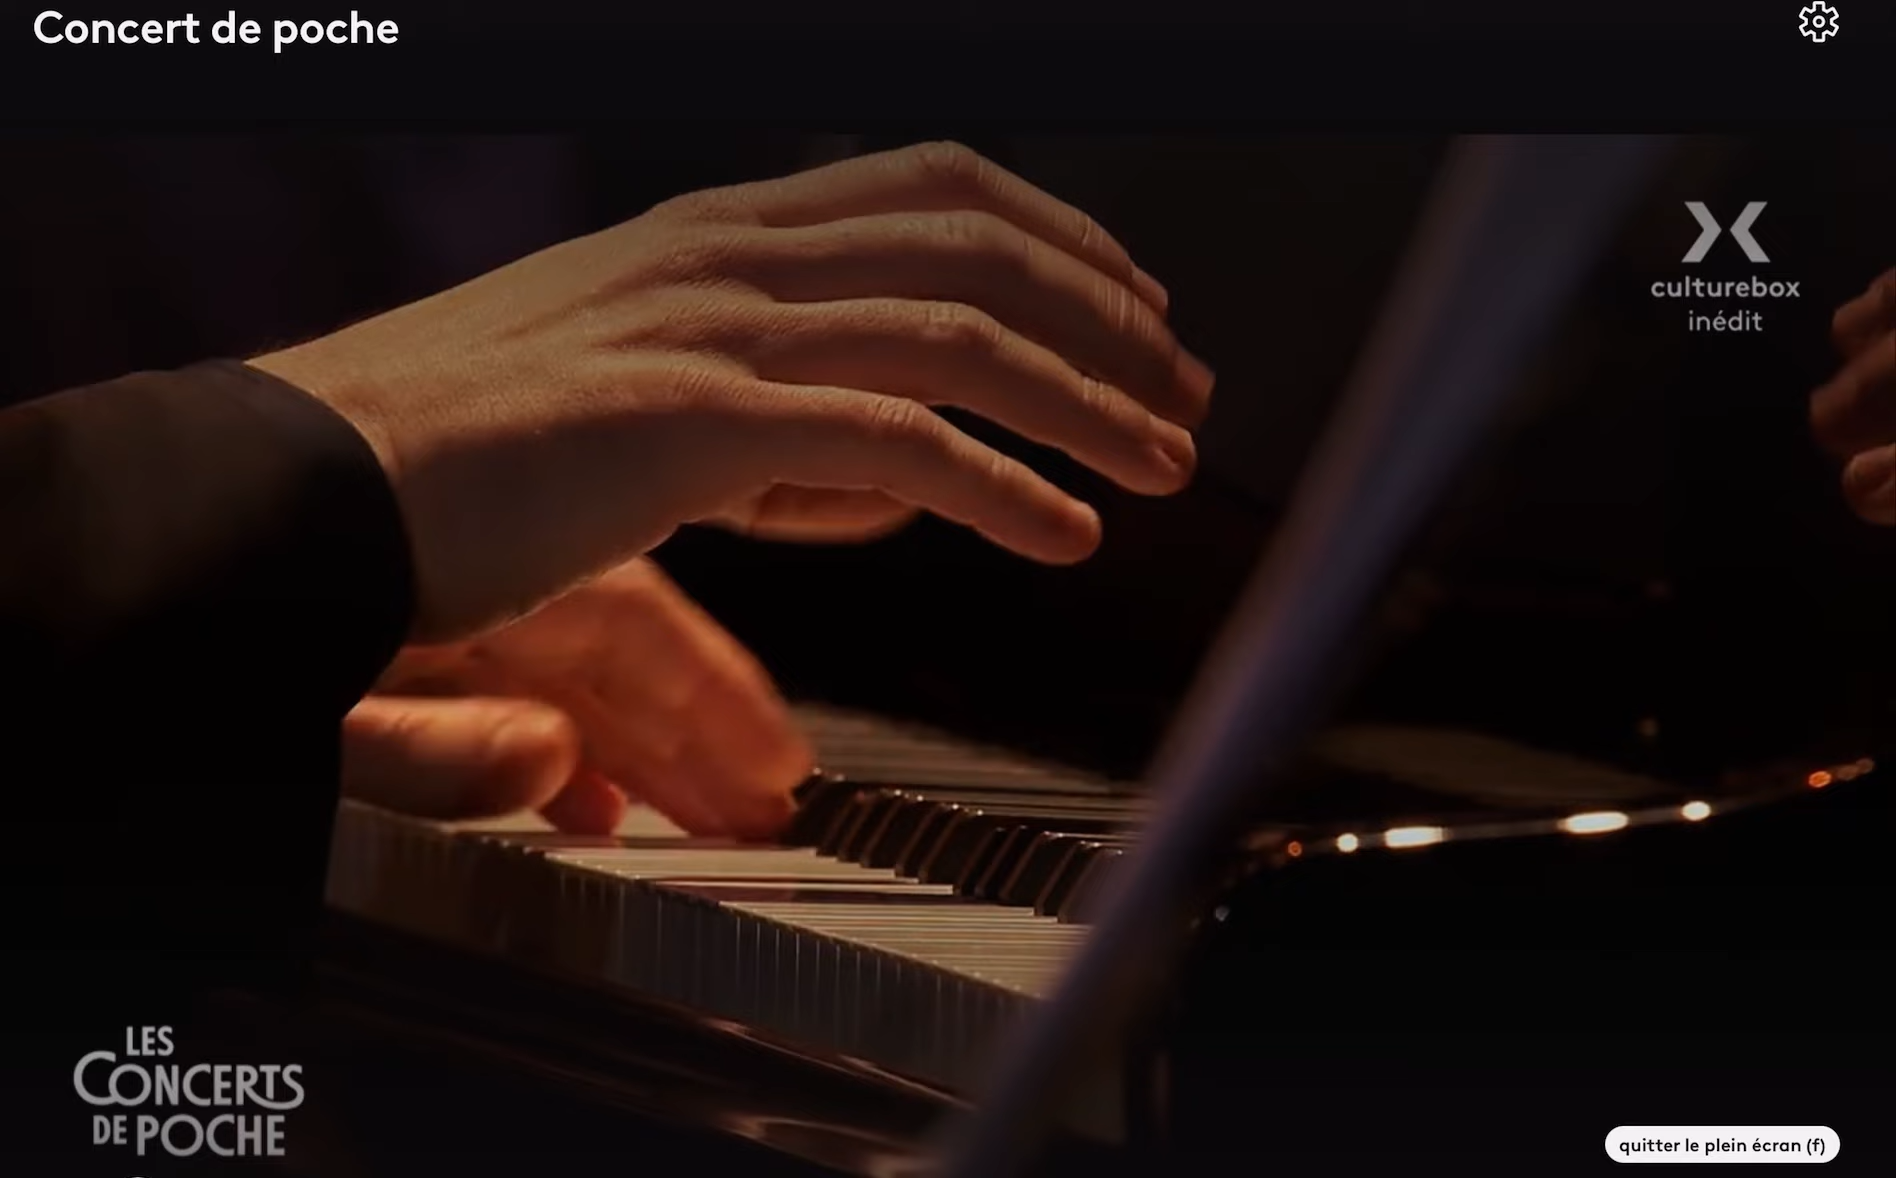 Concert de poche
culturebox
inédit
LES
CONCERTS
DE POCHE
quitter le plein écran (f)